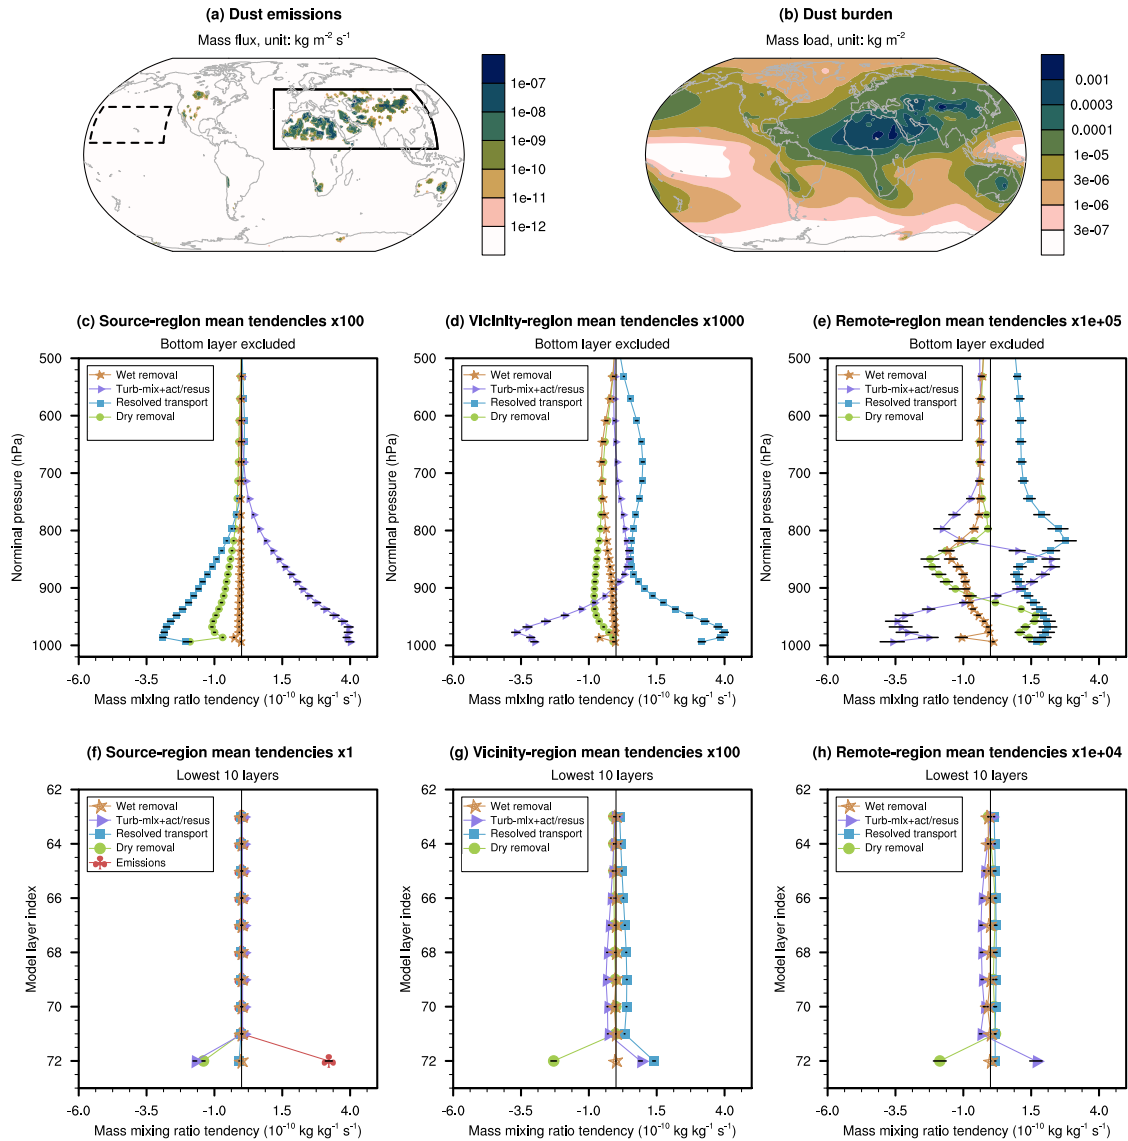 (a) Dust emissions
Mass flux, unit: kg m⁻² s⁻¹
1e-07
1e-08
1e-09
1e-10
1e-11
1e-12
(b) Dust burden
Mass load, unit: kg m⁻²
0.001
0.0003
0.0001
1e-05
3e-06
1e-06
3e-07
(c) Source-region mean tendencies x100
Bottom layer excluded
Wet removal
Turb-mix+act/resus
Resolved transport
Dry removal
Norminal pressure (hPa)
500
600
700
800
900
1000
-6.0 -3.5 -1.0 1.5 4.0
Mass mixing ratio tendency (10⁻¹⁰ kg kg⁻¹ s⁻¹)
(d) Vicinity-region mean tendencies x1000
Bottom layer excluded
Wet removal
Turb-mix+act/resus
Resolved transport
Dry removal
Norminal pressure (hPa)
500
600
700
800
900
1000
-6.0 -3.5 -1.0 1.5 4.0
Mass mixing ratio tendency (10⁻¹⁰ kg kg⁻¹ s⁻¹)
(e) Remote-region mean tendencies x1e+05
Bottom layer excluded
Wet removal
Turb-mix+act/resus
Resolved transport
Dry removal
Norminal pressure (hPa)
500
600
700
800
900
1000
-6.0 -3.5 -1.0 1.5 4.0
Mass mixing ratio tendency (10⁻¹⁰ kg kg⁻¹ s⁻¹)
(f) Source-region mean tendencies x1
Lowest 10 layers
Wet removal
Turb-mix+act/resus
Resolved transport
Dry removal
Emissions
Model layer index
62
64
66
68
70
72
-6.0 -3.5 -1.0 1.5 4.0
Mass mixing ratio tendency (10⁻¹⁰ kg kg⁻¹ s⁻¹)
(g) Vicinity-region mean tendencies x100
Lowest 10 layers
Wet removal
Turb-mix+act/resus
Resolved transport
Dry removal
Model layer index
62
64
66
68
70
72
-6.0 -3.5 -1.0 1.5 4.0
Mass mixing ratio tendency (10⁻¹⁰ kg kg⁻¹ s⁻¹)
(h) Remote-region mean tendencies x1e+04
Lowest 10 layers
Wet removal
Turb-mix+act/resus
Resolved transport
Dry removal
Model layer index
62
64
66
68
70
72
-6.0 -3.5 -1.0 1.5 4.0
Mass mixing ratio tendency (10⁻¹⁰ kg kg⁻¹ s⁻¹)